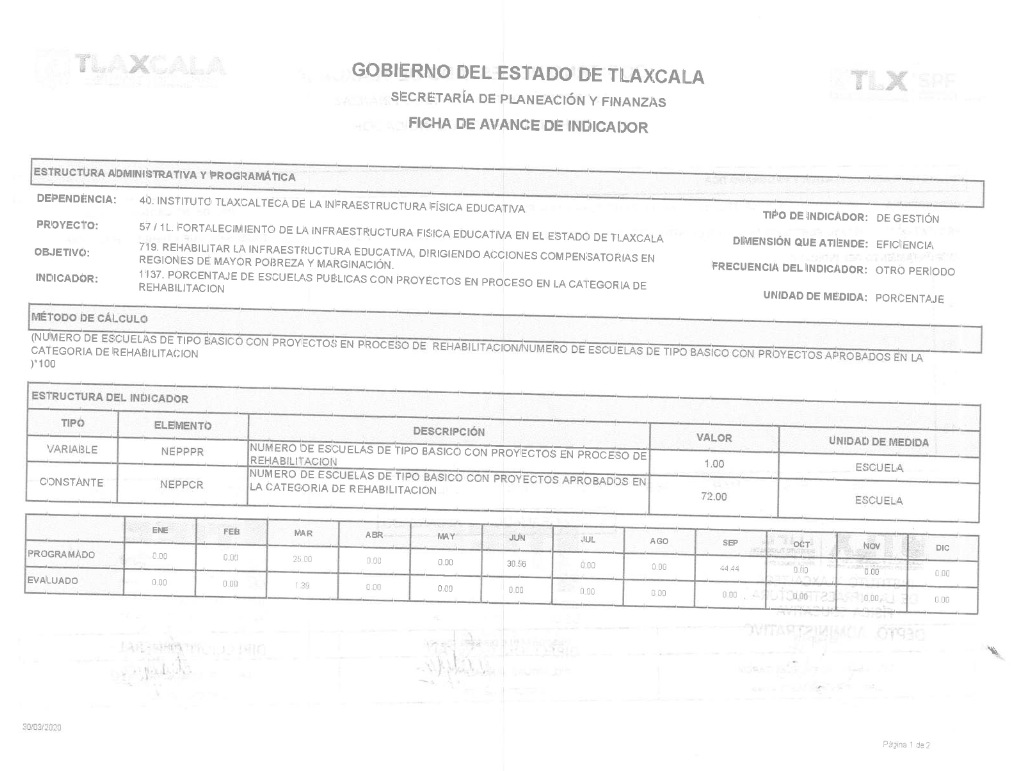 TLAXCALA
TLX SPF
GOBIERNO DEL ESTADO DE TLAXCALA
SECRETARÍA DE PLANEACIÓN Y FINANZAS
FICHA DE AVANCE DE INDICADOR
ESTRUCTURA ADMINISTRATIVA Y PROGRAMÁTICA
DEPENDENCIA: 40. INSTITUTO TLAXCALTECA DE LA INFRAESTRUCTURA FÍSICA EDUCATIVA TIPO DE INDICADOR: DE GESTIÓN
PROYECTO: 57 / 1L. FORTALECIMIENTO DE LA INFRAESTRUCTURA FISICA EDUCATIVA EN EL ESTADO DE TLAXCALA DIMENSIÓN QUE ATIENDE: EFICIENCIA
OBJETIVO: 719. REHABILITAR LA INFRAESTRUCTURA EDUCATIVA, DIRIGIENDO ACCIONES COMPENSATORIAS EN
REGIONES DE MAYOR POBREZA Y MARGINACIÓN. FRECUENCIA DEL INDICADOR: OTRO PERÍODO
INDICADOR: 1137. PORCENTAJE DE ESCUELAS PUBLICAS CON PROYECTOS EN PROCESO EN LA CATEGORIA DE
REHABILITACION UNIDAD DE MEDIDA: PORCENTAJE
MÉTODO DE CÁLCULO
(NUMERO DE ESCUELAS DE TIPO BASICO CON PROYECTOS EN PROCESO DE REHABILITACION/NUMERO DE ESCUELAS DE TIPO BASICO CON PROYECTOS APROBADOS EN LA
CATEGORIA DE REHABILITACION
)*100
ESTRUCTURA DEL INDICADOR
TIPO ELEMENTO DESCRIPCIÓN VALOR UNIDAD DE MEDIDA
VARIABLE NEPPPR NUMERO DE ESCUELAS DE TIPO BASICO CON PROYECTOS EN PROCESO DE
REHABILITACION 1.00 ESCUELA
CONSTANTE NEPPCR NUMERO DE ESCUELAS DE TIPO BASICO CON PROYECTOS APROBADOS EN
LA CATEGORIA DE REHABILITACION 72.00 ESCUELA
ENE FEB MAR ABR MAY JUN JUL AGO SEP OCT NOV DIC
PROGRAMADO 0.00 0.00 25.00 0.00 0.00 30.56 0.00 0.00 44.44 0.00 0.00 0.00
EVALUADO 0.00 0.00 1.39 0.00 0.00 0.00 0.00 0.00 0.00 0.00 0.00 0.00
30/03/2020
Página 1 de 2